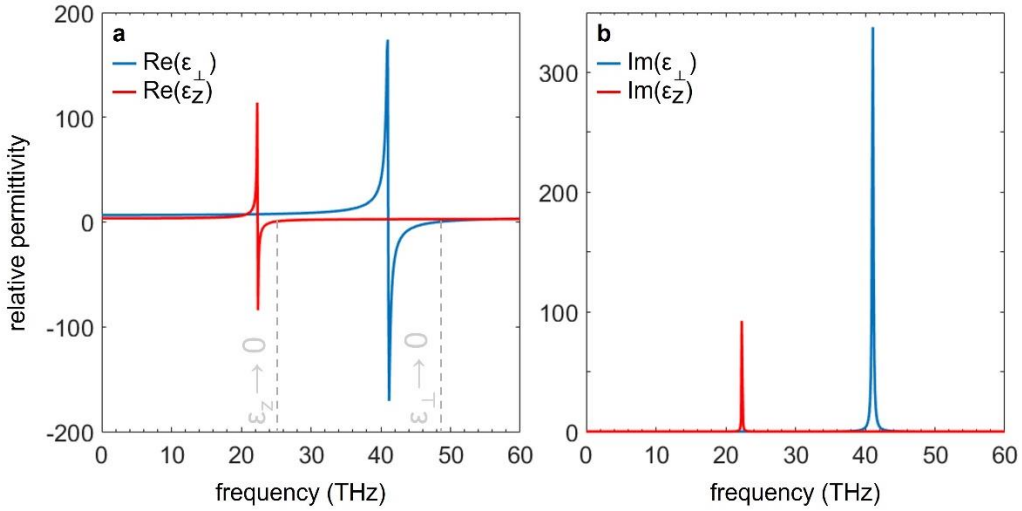 relative permittivity
200
100
0
-100
-200
a
Re(ε⊥)
Re(εz)
εz→0
ε⊥→0
0 10 20 30 40 50 60
frequency (THz)
300
200
100
0
b
Im(ε⊥)
Im(εz)
0 10 20 30 40 50 60
frequency (THz)